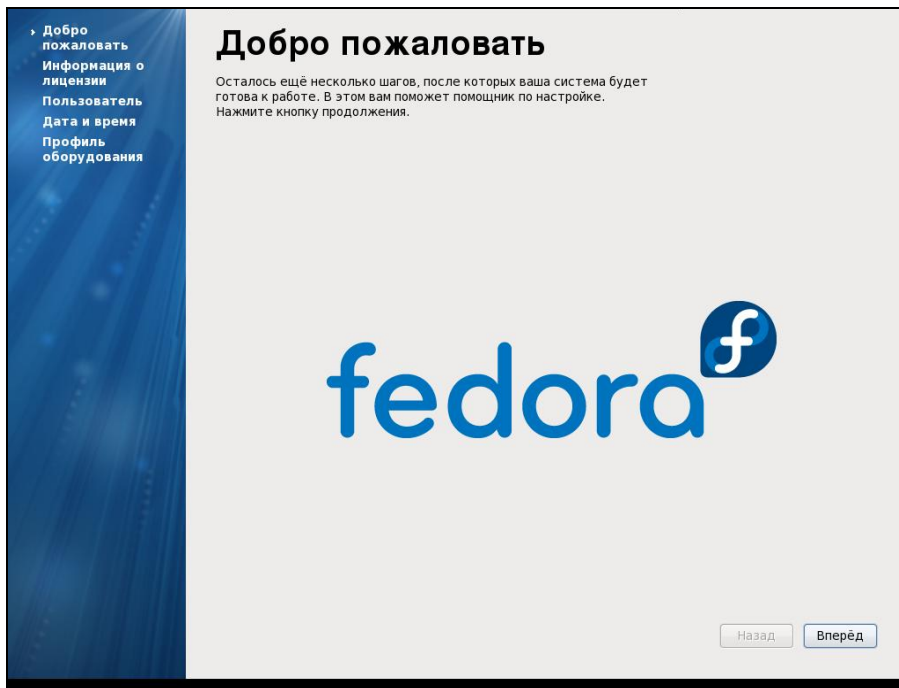 Добро
пожаловать
Информация о
лицензии
Пользователь
Дата и время
Профиль
оборудования
Добро пожаловать
Осталось ещё несколько шагов, после которых ваша система будет
готова к работе. В этом вам поможет помощник по настройке.
Нажмите кнопку продолжения.
fedora
Назад
Вперёд